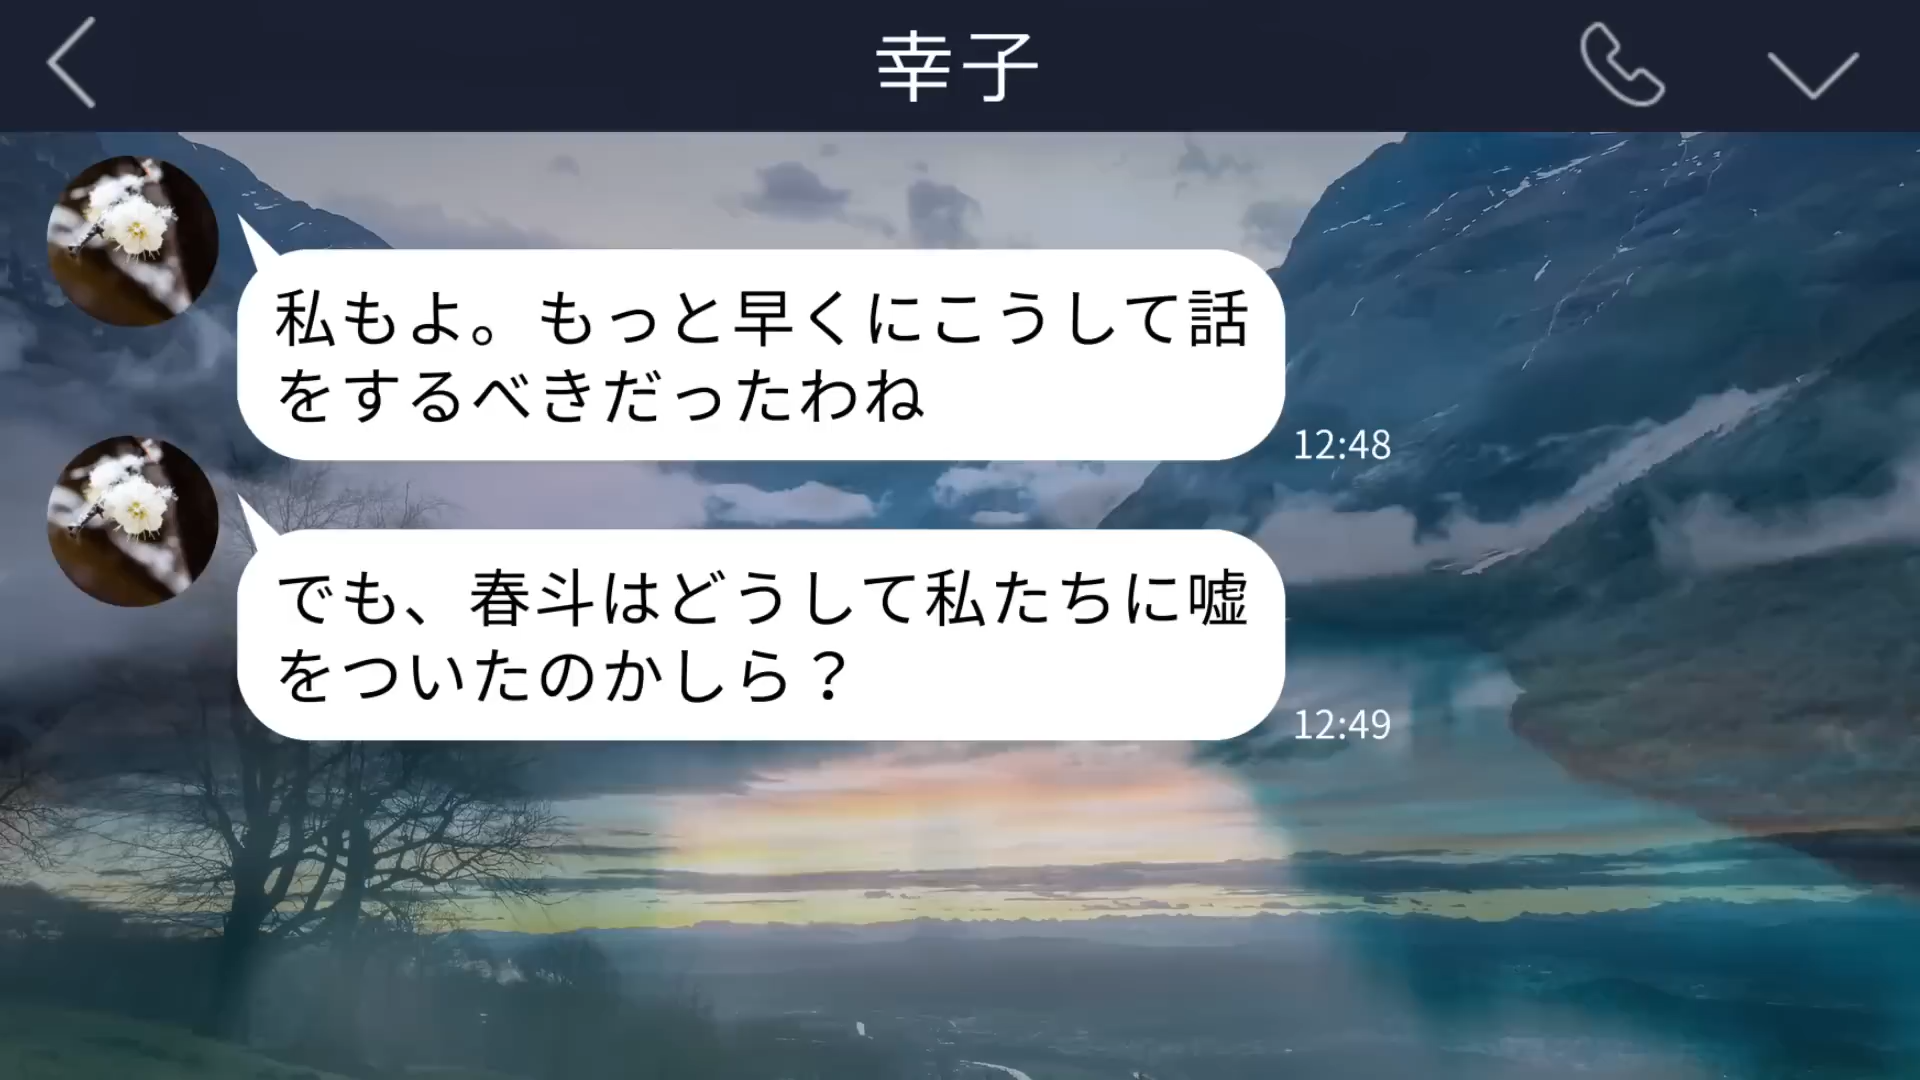 幸子
私もよ。もっと早くにこうして話
をするべきだったわね
12:48
でも、春斗はどうして私たちに嘘
をついたのかしら？
12:49